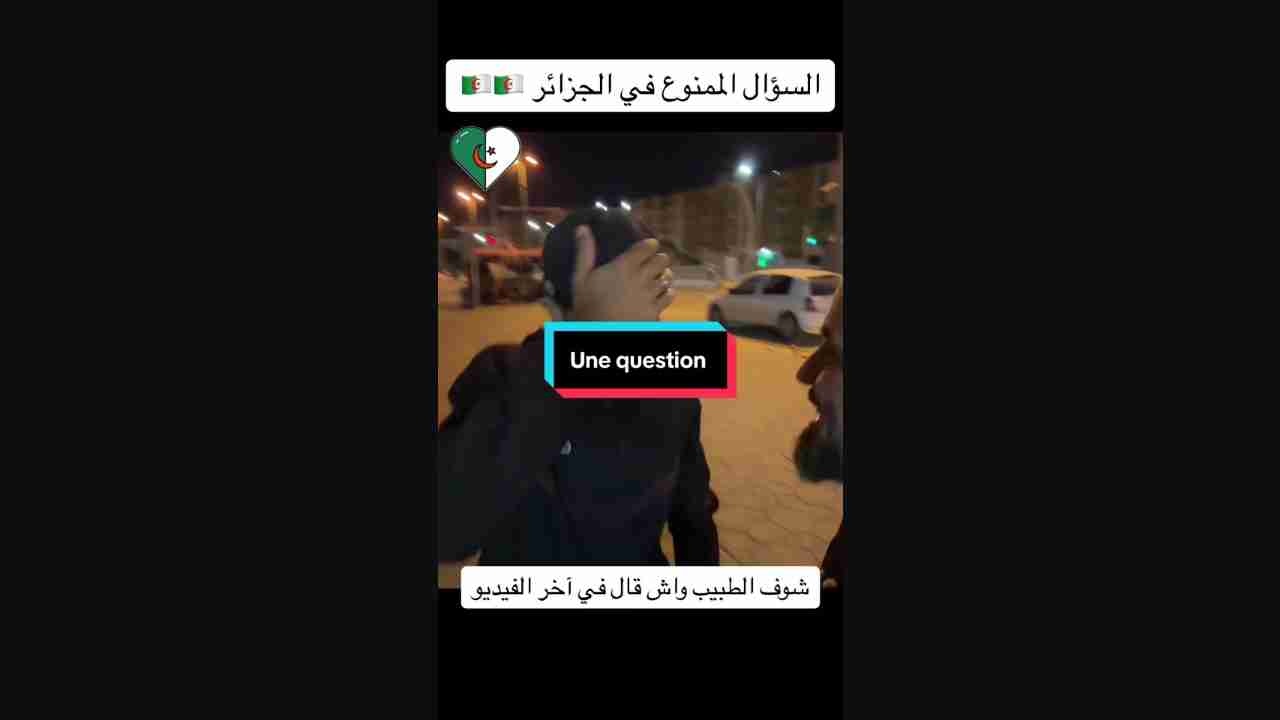 السؤال الممنوع في الجزائر 🇩🇿🇩🇿
Une question
شوف الطبيب واش قال في آخر الفيديو